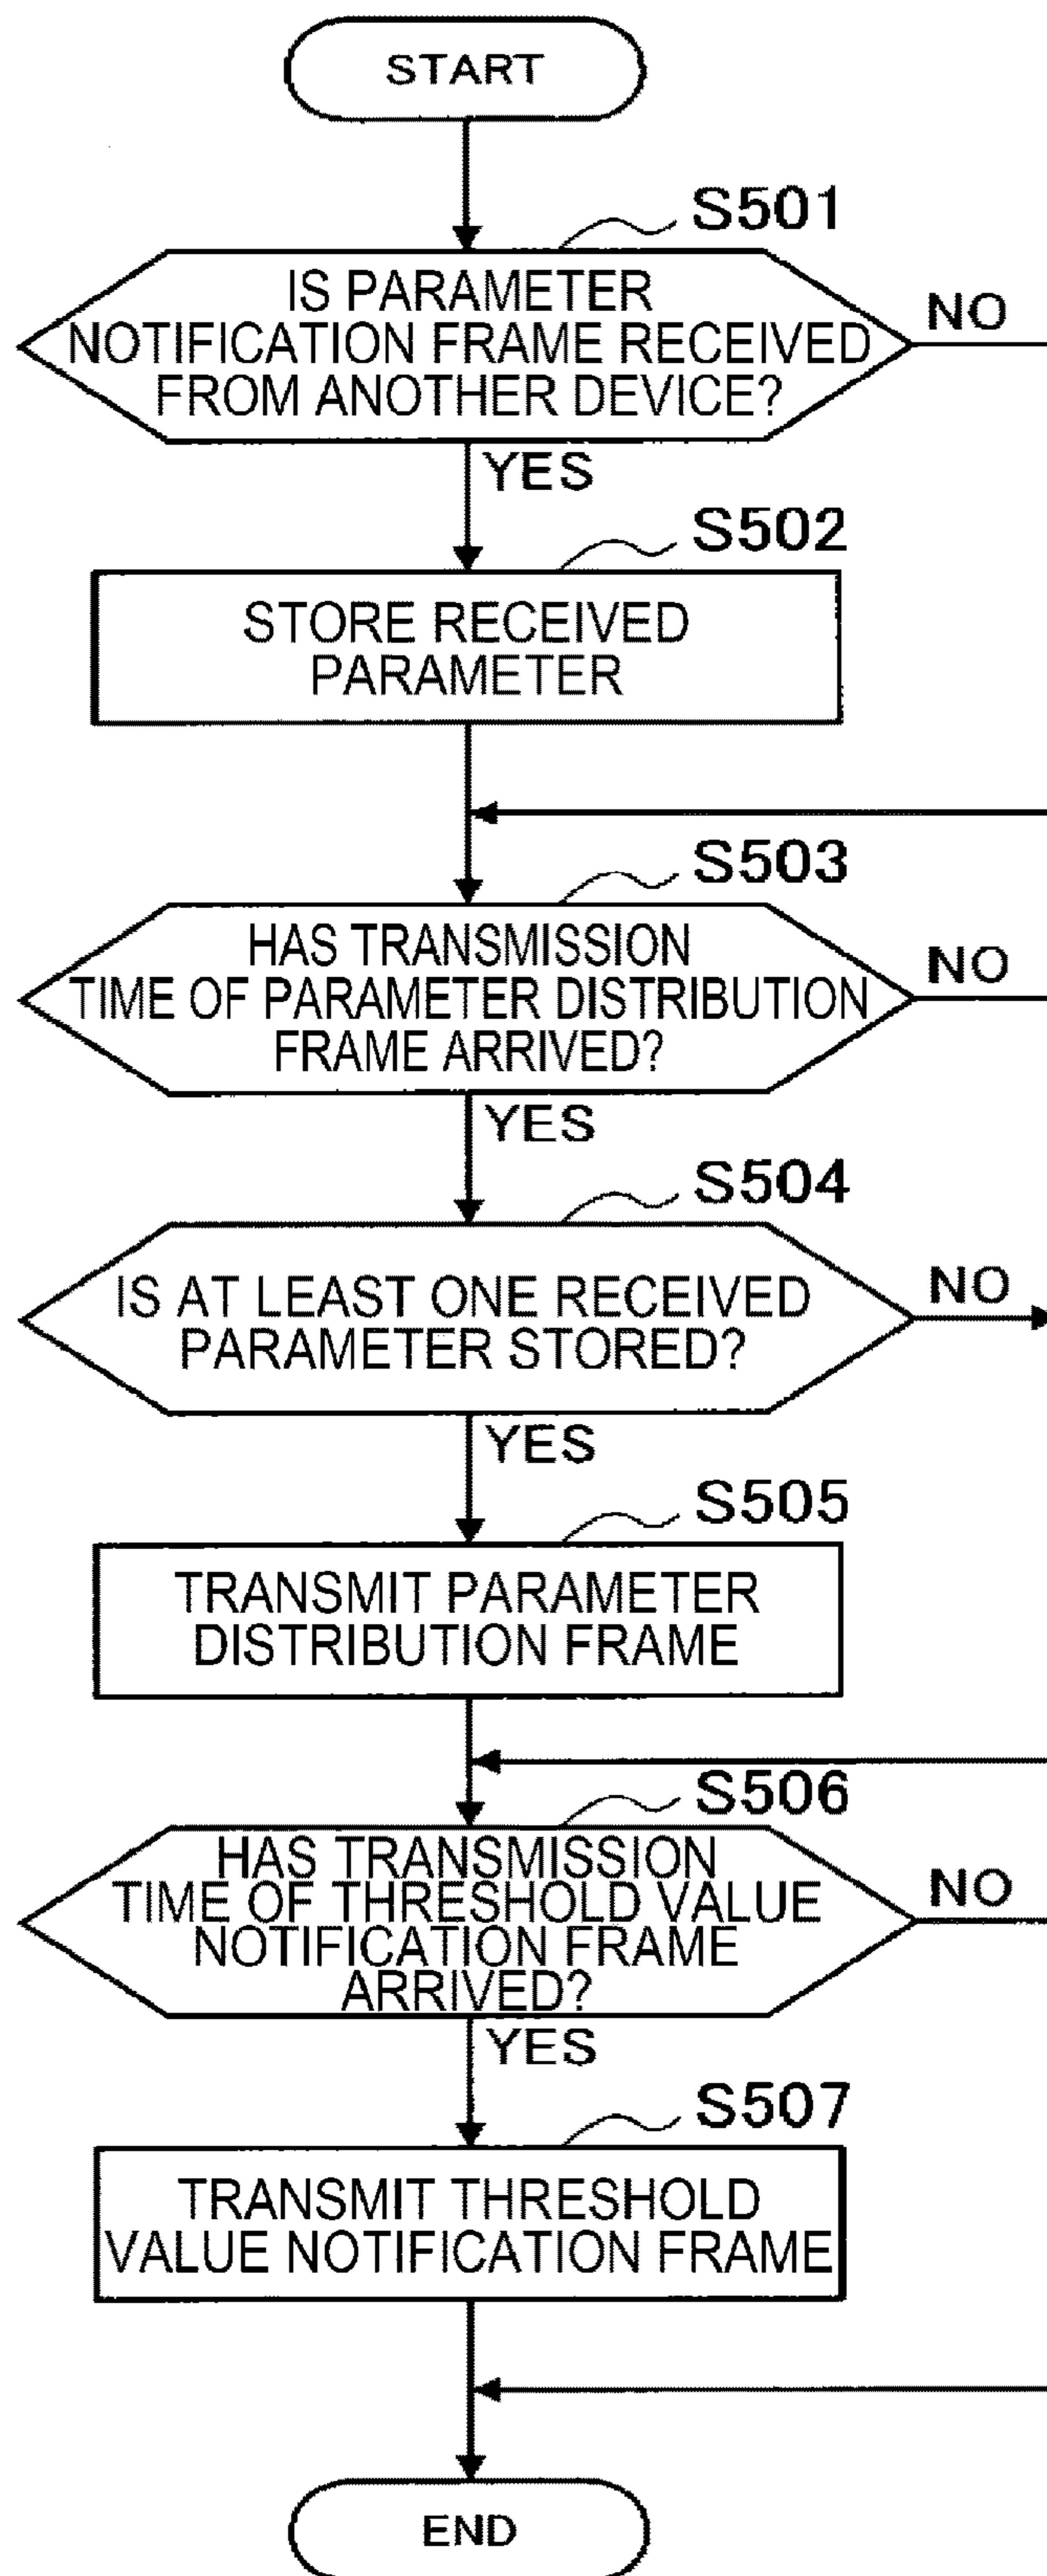 START
S501
IS PARAMETER
NOTIFICATION FRAME RECEIVED
FROM ANOTHER DEVICE?
NO
YES
S502
STORE RECEIVED
PARAMETER
S503
HAS TRANSMISSION
TIME OF PARAMETER DISTRIBUTION
FRAME ARRIVED?
NO
YES
S504
IS AT LEAST ONE RECEIVED
PARAMETER STORED?
NO
YES
S505
TRANSMIT PARAMETER
DISTRIBUTION FRAME
S506
HAS TRANSMISSION
TIME OF THRESHOLD VALUE
NOTIFICATION FRAME
ARRIVED?
NO
YES
S507
TRANSMIT THRESHOLD
VALUE NOTIFICATION FRAME
END